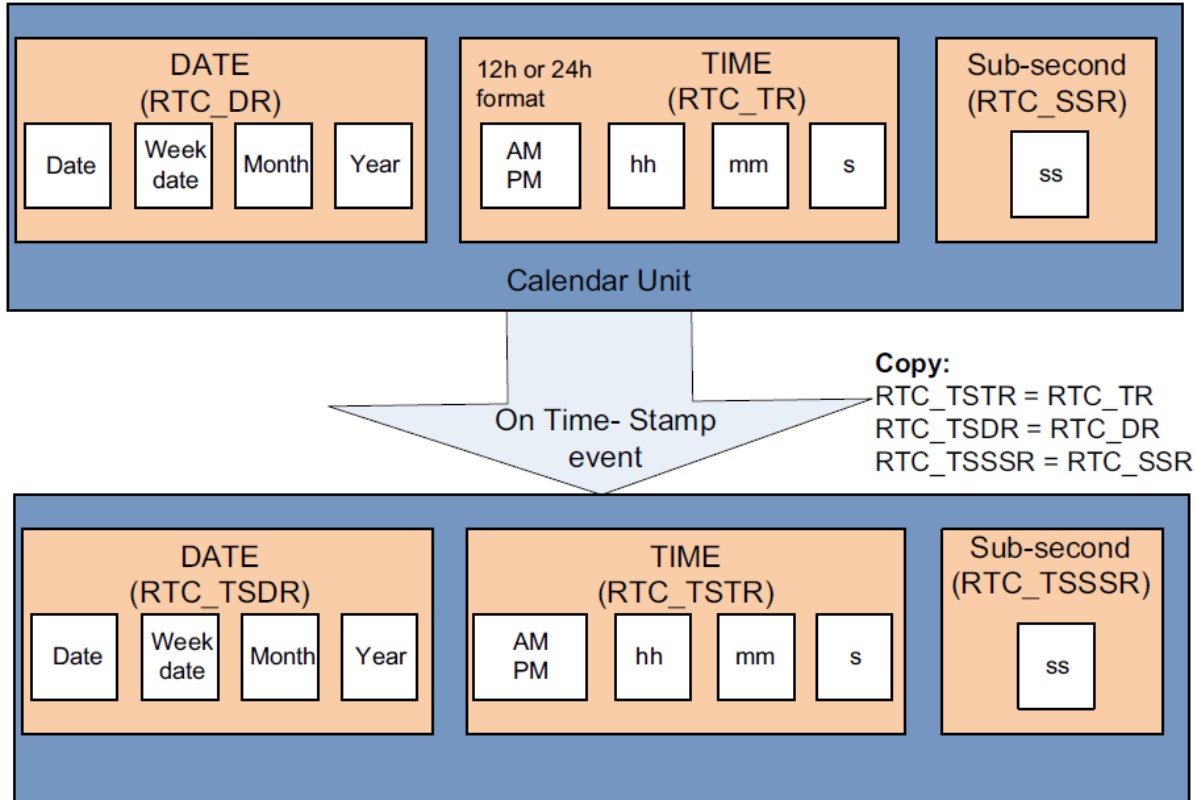 DATE
(RTC_DR)
Date
Week
date
Month
Year
12h or 24h
format
TIME
(RTC_TR)
AM
PM
hh
mm
s
Sub-second
(RTC_SSR)
ss
Calendar Unit
On Time- Stamp
event
Copy:
RTC_TSTR = RTC_TR
RTC_TSDR = RTC_DR
RTC_TSSSR = RTC_SSR
DATE
(RTC_TSDR)
Date
Week
date
Month
Year
TIME
(RTC_TSTR)
AM
PM
hh
mm
s
Sub-second
(RTC_TSSSR)
ss